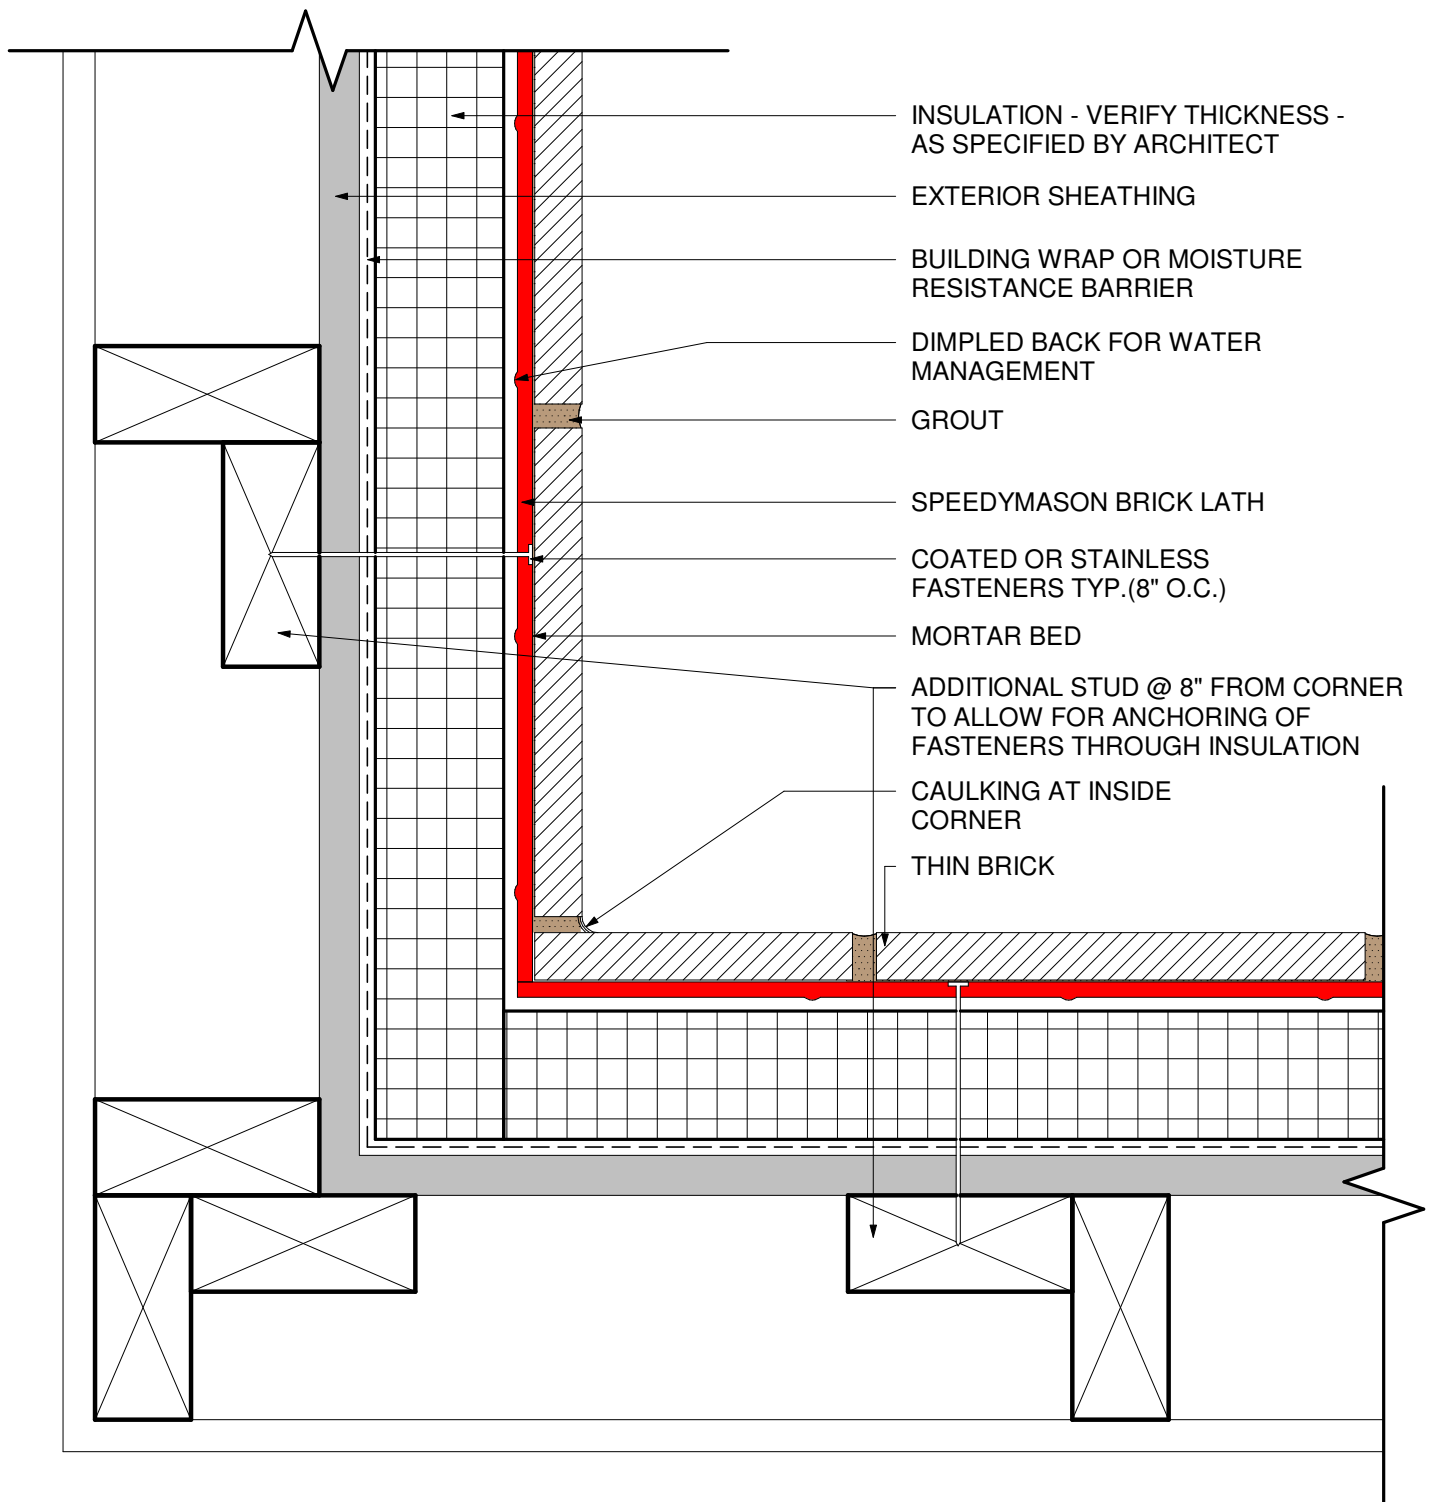 INSULATION - VERIFY THICKNESS -
AS SPECIFIED BY ARCHITECT
EXTERIOR SHEATHING
BUILDING WRAP OR MOISTURE
RESISTANCE BARRIER
DIMPLED BACK FOR WATER
MANAGEMENT
GROUT
SPEEDYMASON BRICK LATH
COATED OR STAINLESS
FASTENERS TYP.(8" O.C.)
MORTAR BED
ADDITIONAL STUD @ 8" FROM CORNER
TO ALLOW FOR ANCHORING OF
FASTENERS THROUGH INSULATION
CAULKING AT INSIDE
CORNER
THIN BRICK